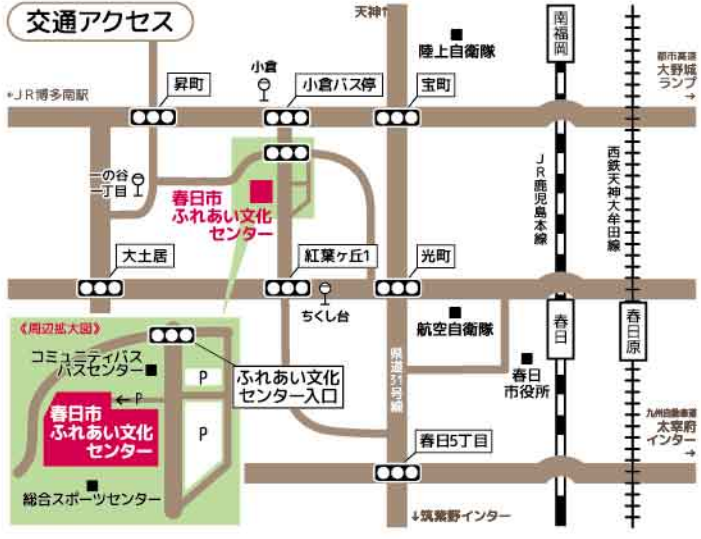 交通アクセス
天神↑
陸上自衛隊
南福岡
都市高速
大野城
ランプ
→
←JR博多南駅
昇町
小倉
小倉バス停
宝町
一の谷
一丁目
春日市
ふれあい文化
センター
JR鹿児島本線
西鉄天神大牟田線
大土居
紅葉ヶ丘1
光町
ちくし台
航空自衛隊
春日
春日原
県道31号線
春日
市役所
《周辺拡大図》
コミュニティバス
バスセンター
P
ふれあい文化
センター入口
←P
春日市
ふれあい文化
センター
P
総合スポーツセンター
春日5丁目
九州自動車道
太宰府
インター
→
↓筑紫野インター